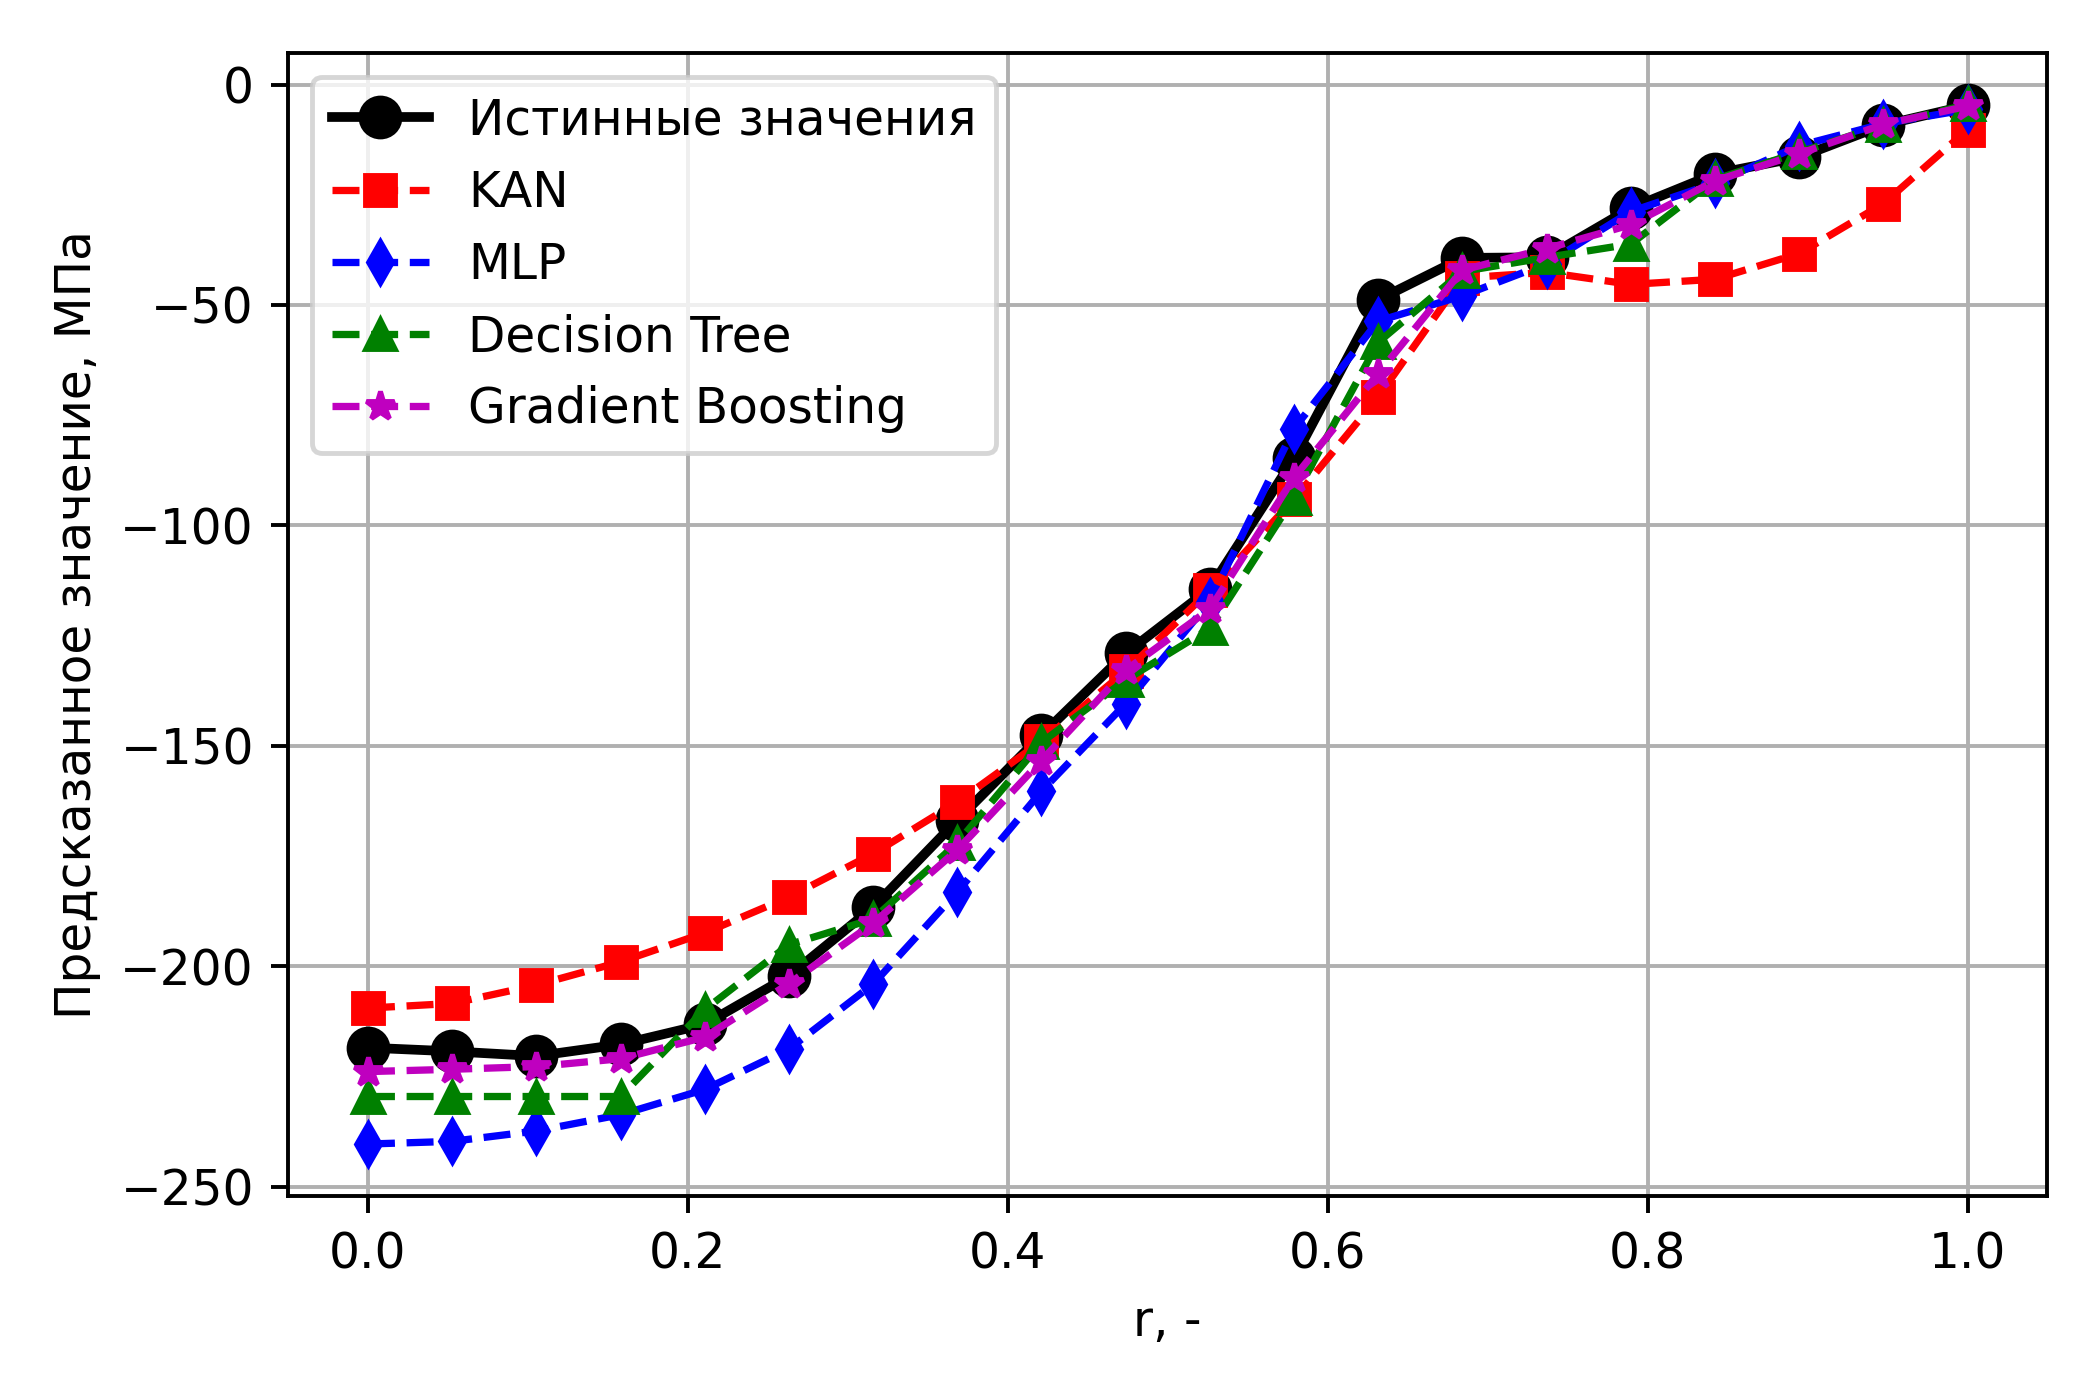 Истинные значения
KAN
MLP
Decision Tree
Gradient Boosting
Предсказанное значение, МПа
0
−50
−100
−150
−200
−250
0.0 0.2 0.4 0.6 0.8 1.0
r, -